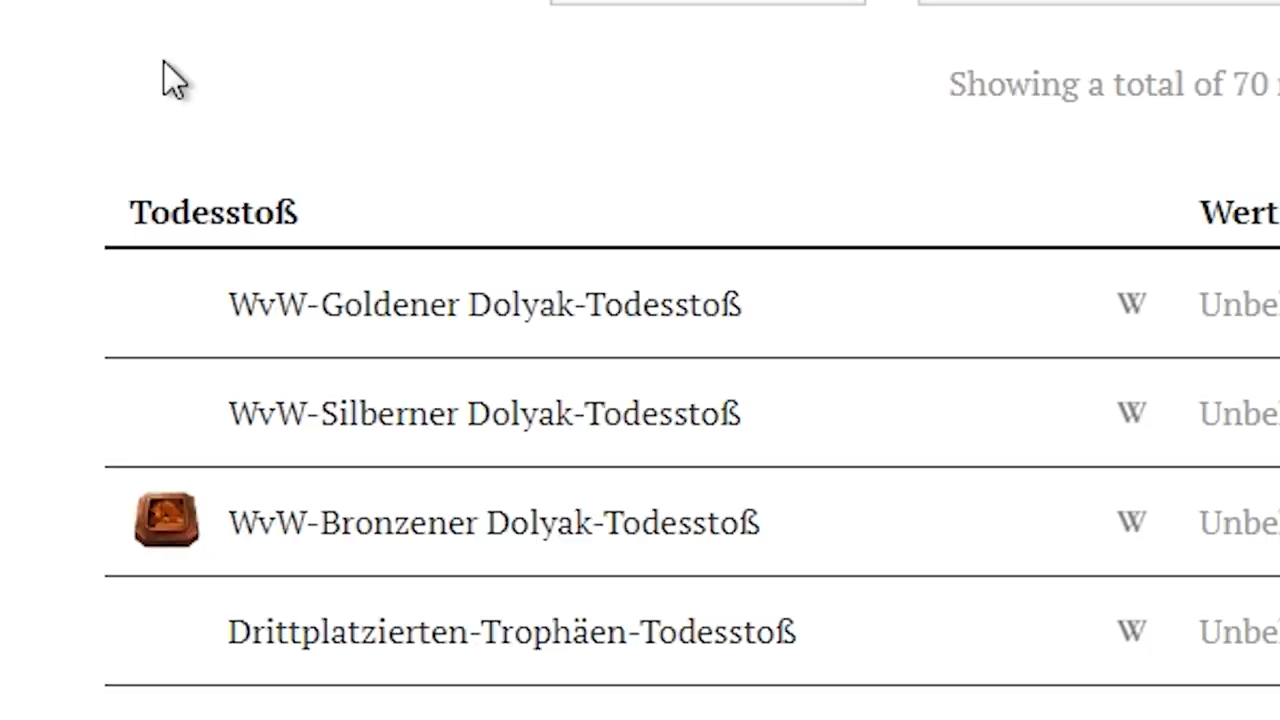 Showing a total of 70
Todesstoß Wert
WvW-Goldener Dolyak-Todesstoß W
WvW-Silberner Dolyak-Todesstoß W
WvW-Bronzener Dolyak-Todesstoß W
Drittplatzierten-Trophäen-Todesstoß W